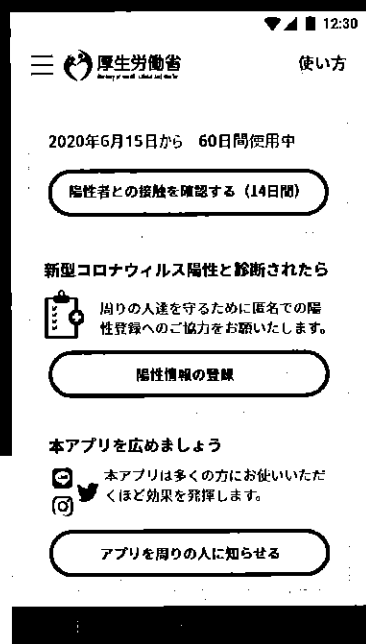 12:30
厚生労働省
使い方
2020年6月15日から 60日間使用中
陽性者との接触を確認する（14日間）
新型コロナウィルス陽性と診断されたら
周りの人達を守るために匿名での陽
性登録へのご協力をお願いたします。
陽性情報の登録
本アプリを広めましょう
本アプリは多くの方にお使いいただ
くほど効果を発揮します。
アプリを周りの人に知らせる